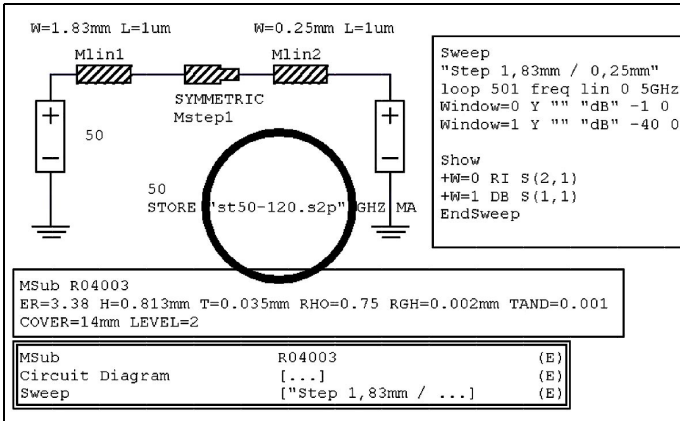 W=1.83mm L=1um
W=0.25mm L=1um
Mlin1
Mlin2
SYMMETRIC
Mstep1
+
-
50
+
-
50
STORE "st50-120.s2p" GHZ MA
Sweep
"Step 1,83mm / 0,25mm"
loop 501 freq lin 0 5GHz
Window=0 Y "" "dB" -1 0
Window=1 Y "" "dB" -40 0
Show
+W=0 RI S(2,1)
+W=1 DB S(1,1)
EndSweep
MSub R04003
ER=3.38 H=0.813mm T=0.035mm RHO=0.75 RGH=0.002mm TAND=0.001
COVER=14mm LEVEL=2
MSub R04003 (E)
Circuit Diagram [...] (E)
Sweep ["Step 1,83mm / ...] (E)